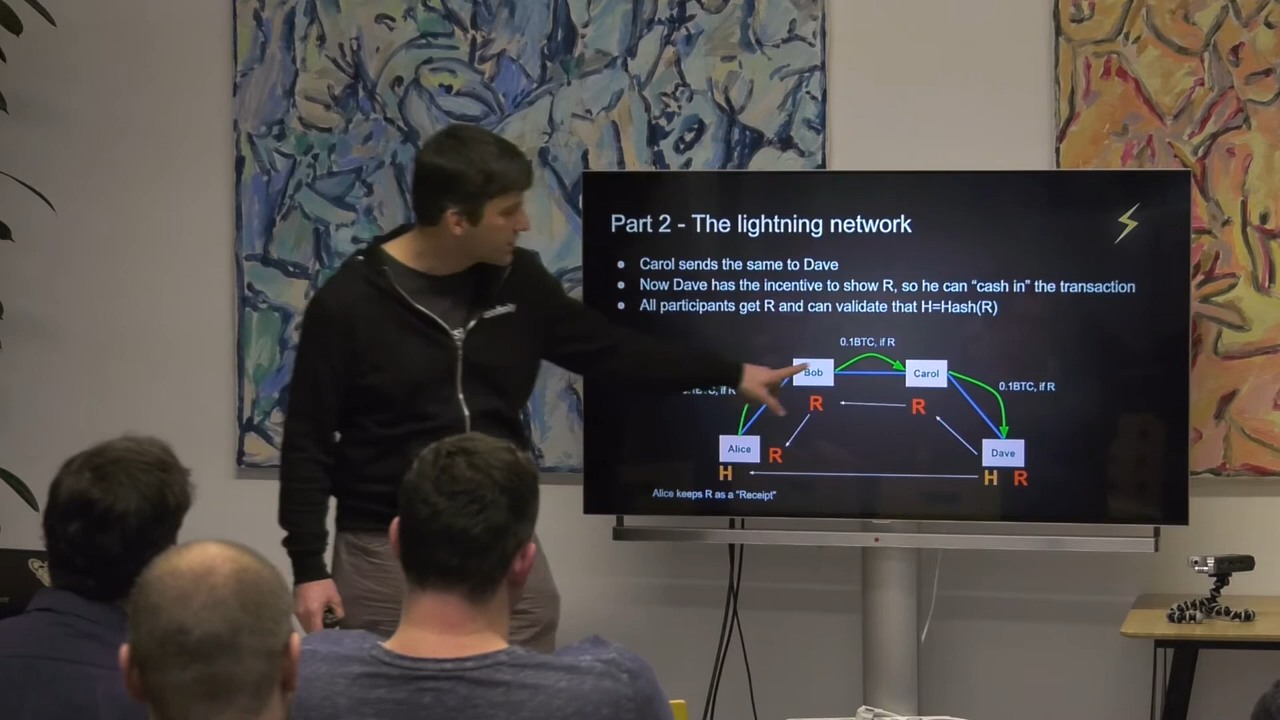 Part 2 - The lightning network
● Carol sends the same to Dave
● Now Dave has the incentive to show R, so he can “cash in” the transaction
● All participants get R and can validate that H=Hash(R)
0.1BTC, if R
Bob
Carol
if R
0.1BTC, if R
R
R
Alice
R
Dave
H
H R
Alice keeps R as a “Receipt”